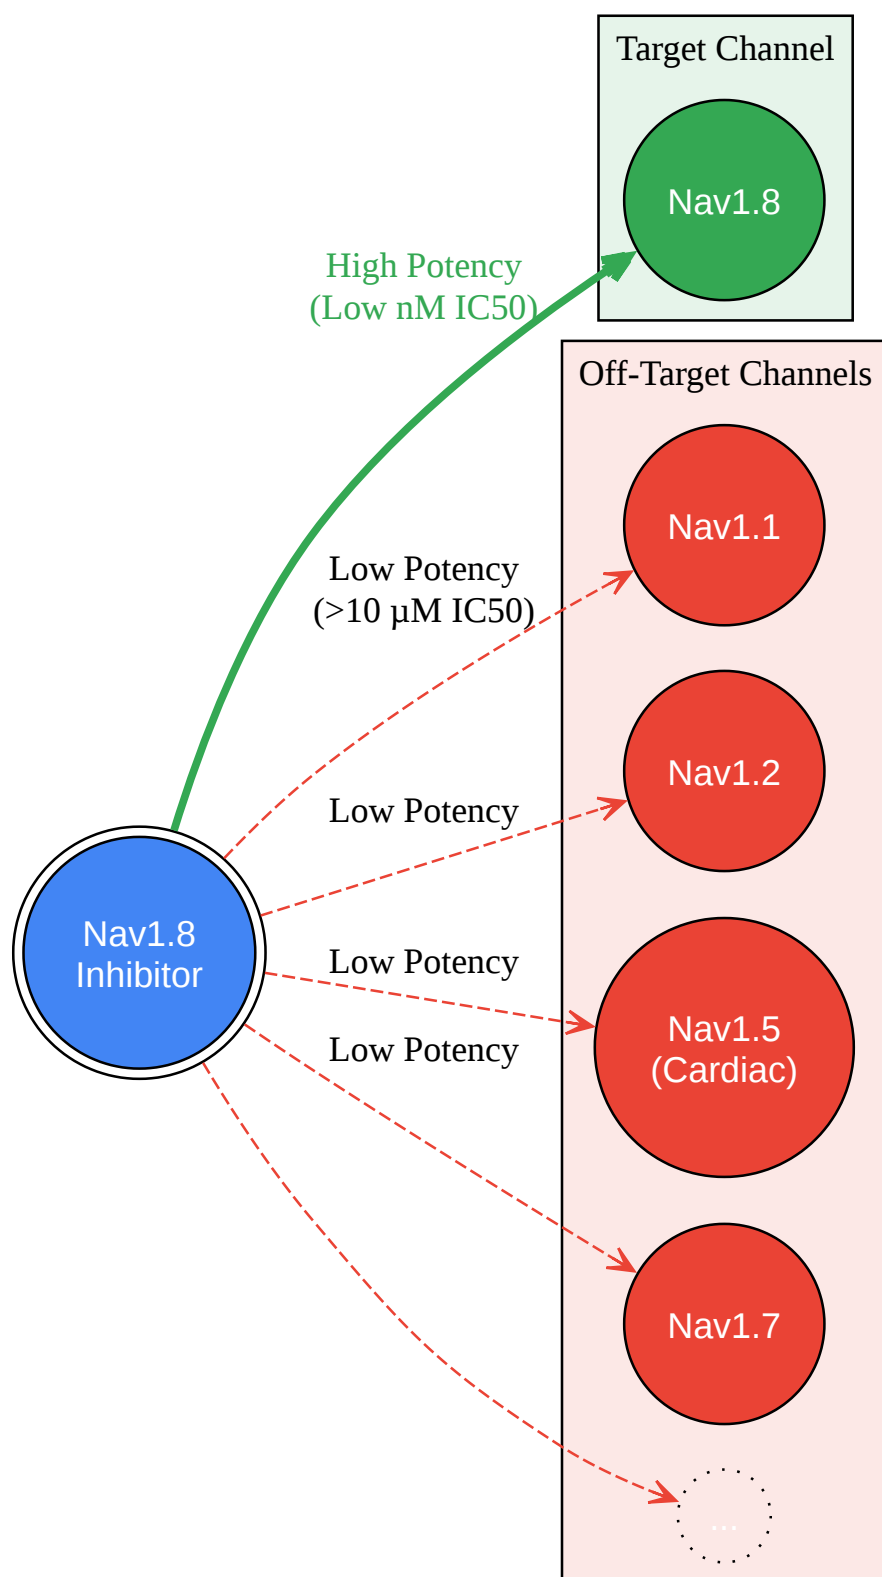 Target Channel
Nav1.8
High Potency
(Low nM IC50)
Off-Target Channels
Nav1.1
Low Potency
(>10 µM IC50)
Nav1.2
Low Potency
Nav1.8
Inhibitor
Low Potency
Nav1.5
(Cardiac)
Low Potency
Nav1.7
...